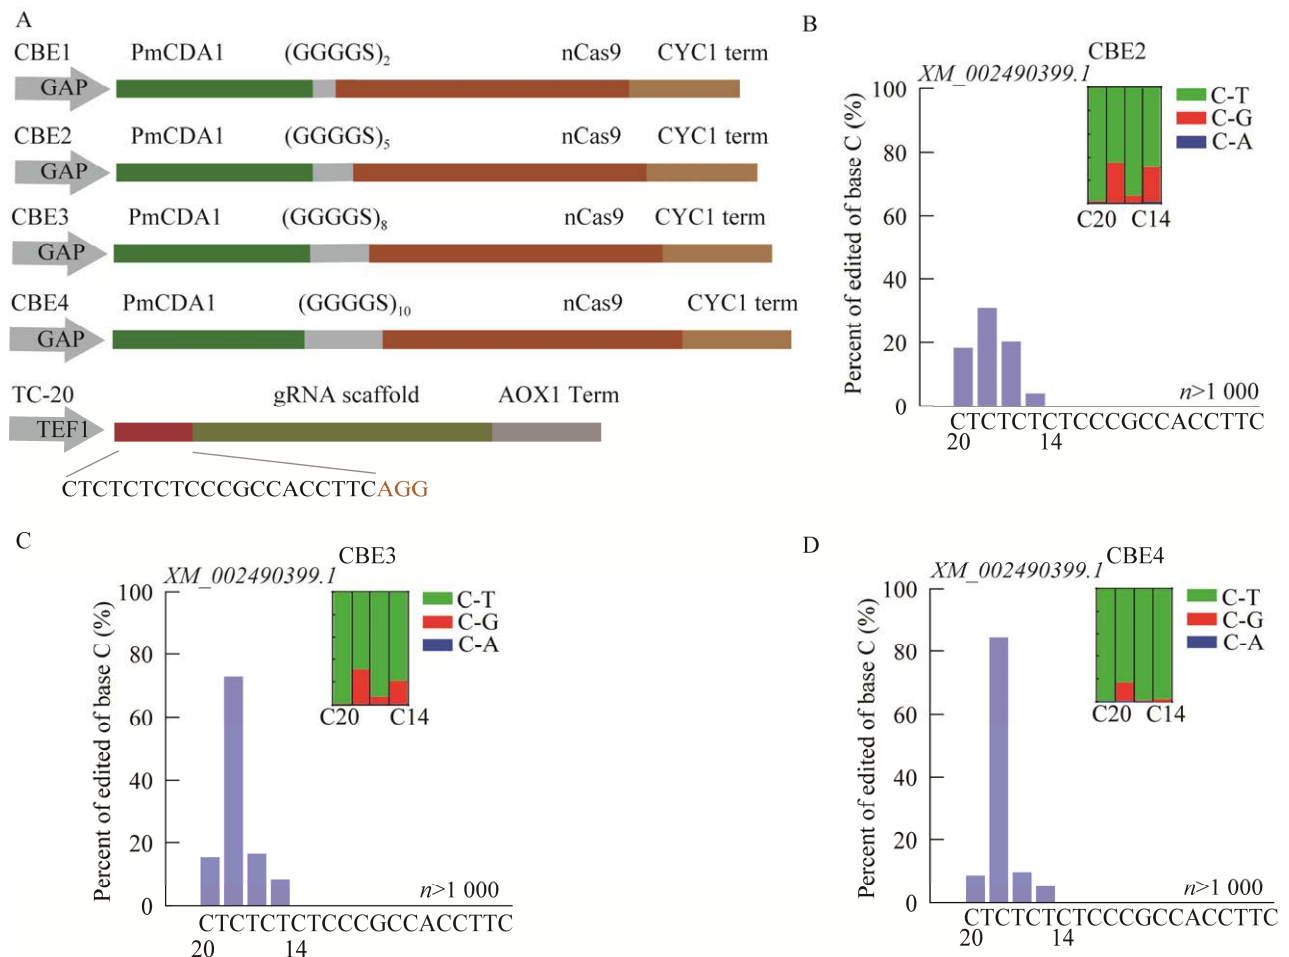 A
CBE1 PmCDA1 (GGGGS)2 nCas9 CYC1 term
GAP
CBE2 PmCDA1 (GGGGS)5 nCas9 CYC1 term
GAP
CBE3 PmCDA1 (GGGGS)8 nCas9 CYC1 term
GAP
CBE4 PmCDA1 (GGGGS)10 nCas9 CYC1 term
GAP
TC-20 gRNA scaffold AOX1 Term
TEF1
CTCTCTCTCCCGCCACCTTCAGG
B
CBE2
XM_002490399.1
C-T
C-G
C-A
C20 C14
Percent of edited of base C (%)
100
80
60
40
20
0
n>1 000
CTCTCTCTCCCGCCACCTTC
20 14
C
CBE3
XM_002490399.1
C-T
C-G
C-A
C20 C14
Percent of edited of base C (%)
100
80
60
40
20
0
n>1 000
CTCTCTCTCCCGCCACCTTC
20 14
D
CBE4
XM_002490399.1
C-T
C-G
C-A
C20 C14
Percent of edited of base C (%)
100
80
60
40
20
0
n>1 000
CTCTCTCTCCCGCCACCTTC
20 14